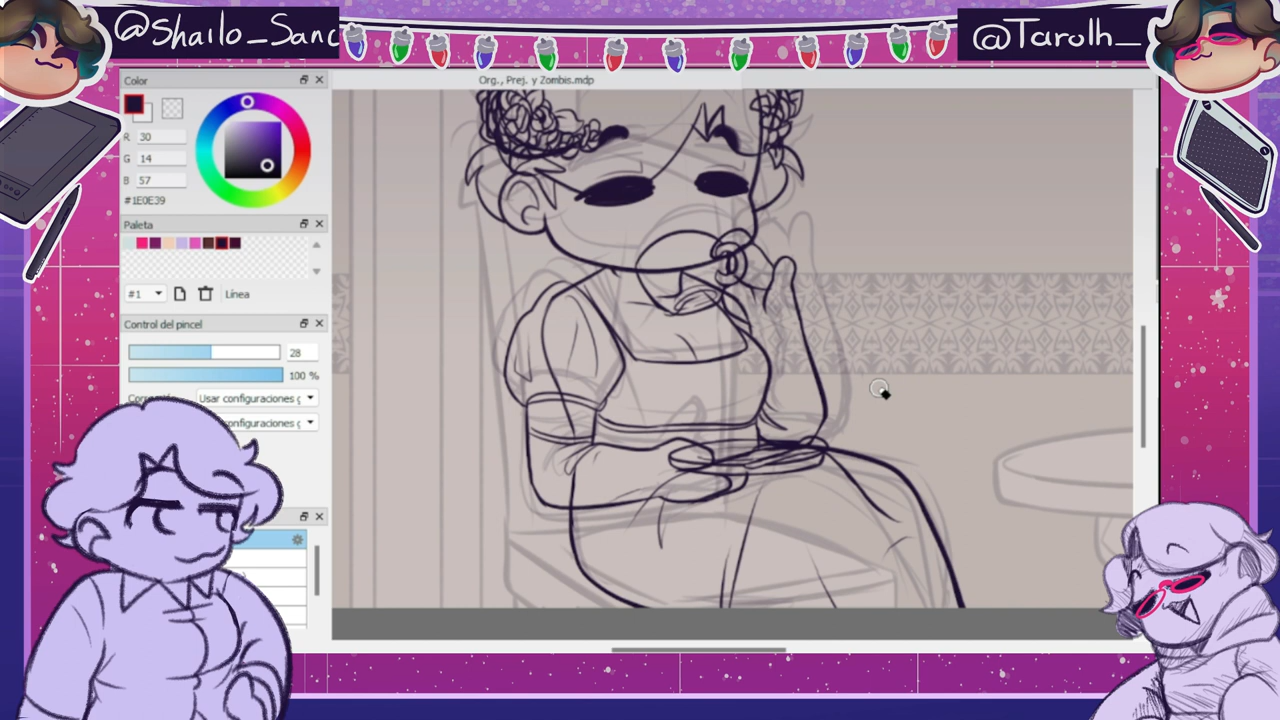 @Shailo_Sanc
@Tarolh_
Color
Org., Prej. y Zombis.mdp
R 30
G 14
B 57
#1E0E39
Paleta
#1
Línea
Control del pincel
28
100 %
Usar configuraciones g
configuraciones g